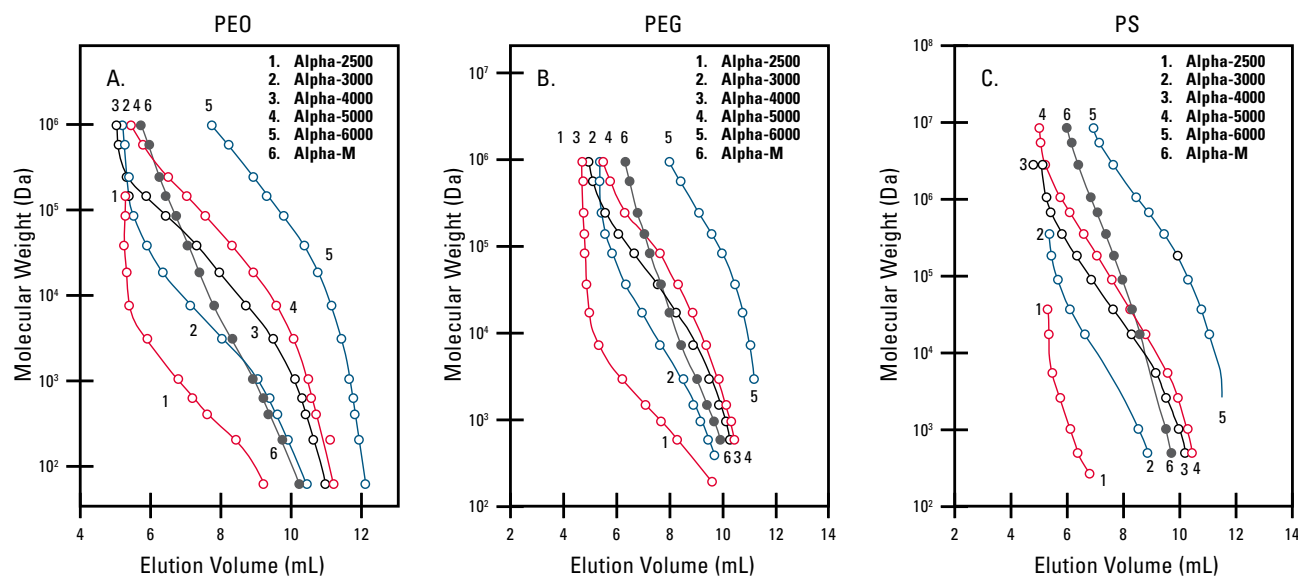 PEO
A.
1. Alpha-2500
2. Alpha-3000
3. Alpha-4000
4. Alpha-5000
5. Alpha-6000
6. Alpha-M
Molecular Weight (Da)
10⁶
10⁵
10⁴
10³
10²
3 2 4 6
5
1
5
4
3
2
1
6
4 6 8 10 12
Elution Volume (mL)
PEG
B.
1. Alpha-2500
2. Alpha-3000
3. Alpha-4000
4. Alpha-5000
5. Alpha-6000
6. Alpha-M
Molecular Weight (Da)
10⁷
10⁶
10⁵
10⁴
10³
10²
1 3 2 4 6 5
2
5
1
6 3 4
2 4 6 8 10 12 14
Elution Volume (mL)
PS
C.
1. Alpha-2500
2. Alpha-3000
3. Alpha-4000
4. Alpha-5000
5. Alpha-6000
6. Alpha-M
Molecular Weight (Da)
10⁸
10⁷
10⁶
10⁵
10⁴
10³
10²
4 6 5
3
2
1
5
1 2 6 3 4
2 4 6 8 10 12 14
Elution Volume (mL)